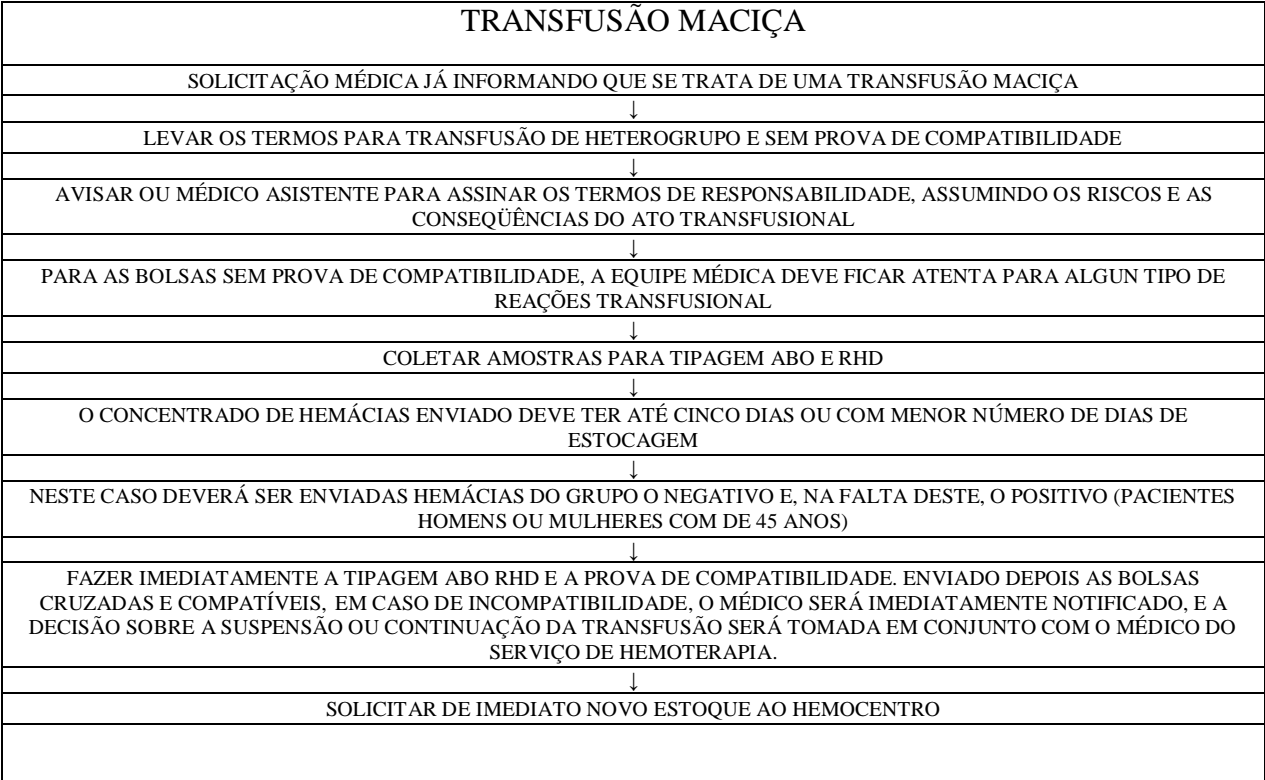 TRANSFUSÃO MACIÇA
SOLICITAÇÃO MÉDICA JÁ INFORMANDO QUE SE TRATA DE UMA TRANSFUSÃO MACIÇA
↓
LEVAR OS TERMOS PARA TRANSFUSÃO DE HETEROGRUPO E SEM PROVA DE COMPATIBILIDADE
↓
AVISAR OU MÉDICO ASISTENTE PARA ASSINAR OS TERMOS DE RESPONSABILIDADE, ASSUMINDO OS RISCOS E AS
CONSEQÜÊNCIAS DO ATO TRANSFUSIONAL
↓
PARA AS BOLSAS SEM PROVA DE COMPATIBILIDADE, A EQUIPE MÉDICA DEVE FICAR ATENTA PARA ALGUN TIPO DE
REAÇÕES TRANSFUSIONAL
↓
COLETAR AMOSTRAS PARA TIPAGEM ABO E RHD
↓
O CONCENTRADO DE HEMÁCIAS ENVIADO DEVE TER ATÉ CINCO DIAS OU COM MENOR NÚMERO DE DIAS DE
ESTOCAGEM
↓
NESTE CASO DEVERÁ SER ENVIADAS HEMÁCIAS DO GRUPO O NEGATIVO E, NA FALTA DESTE, O POSITIVO (PACIENTES
HOMENS OU MULHERES COM DE 45 ANOS)
↓
FAZER IMEDIATAMENTE A TIPAGEM ABO RHD E A PROVA DE COMPATIBILIDADE. ENVIADO DEPOIS AS BOLSAS
CRUZADAS E COMPATÍVEIS, EM CASO DE INCOMPATIBILIDADE, O MÉDICO SERÁ IMEDIATAMENTE NOTIFICADO, E A
DECISÃO SOBRE A SUSPENSÃO OU CONTINUAÇÃO DA TRANSFUSÃO SERÁ TOMADA EM CONJUNTO COM O MÉDICO DO
SERVIÇO DE HEMOTERAPIA.
↓
SOLICITAR DE IMEDIATO NOVO ESTOQUE AO HEMOCENTRO